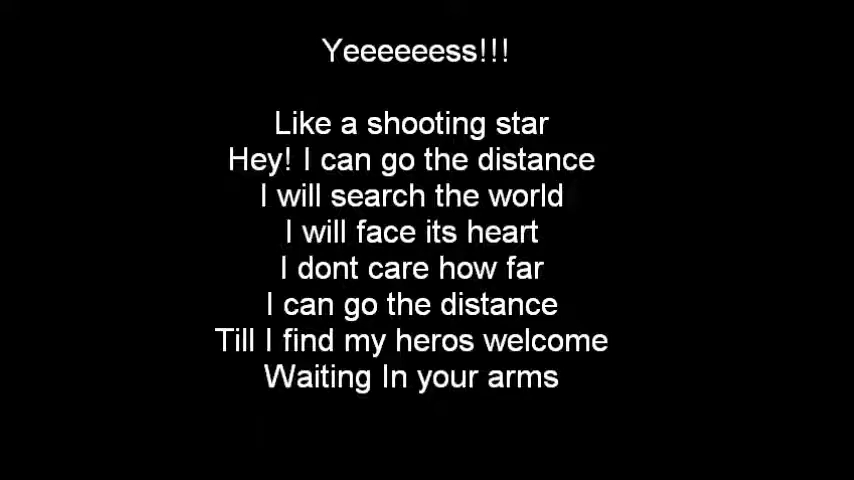 Yeeeeeess!!!
Like a shooting star
Hey! I can go the distance
I will search the world
I will face its heart
I dont care how far
I can go the distance
Till I find my heros welcome
Waiting In your arms